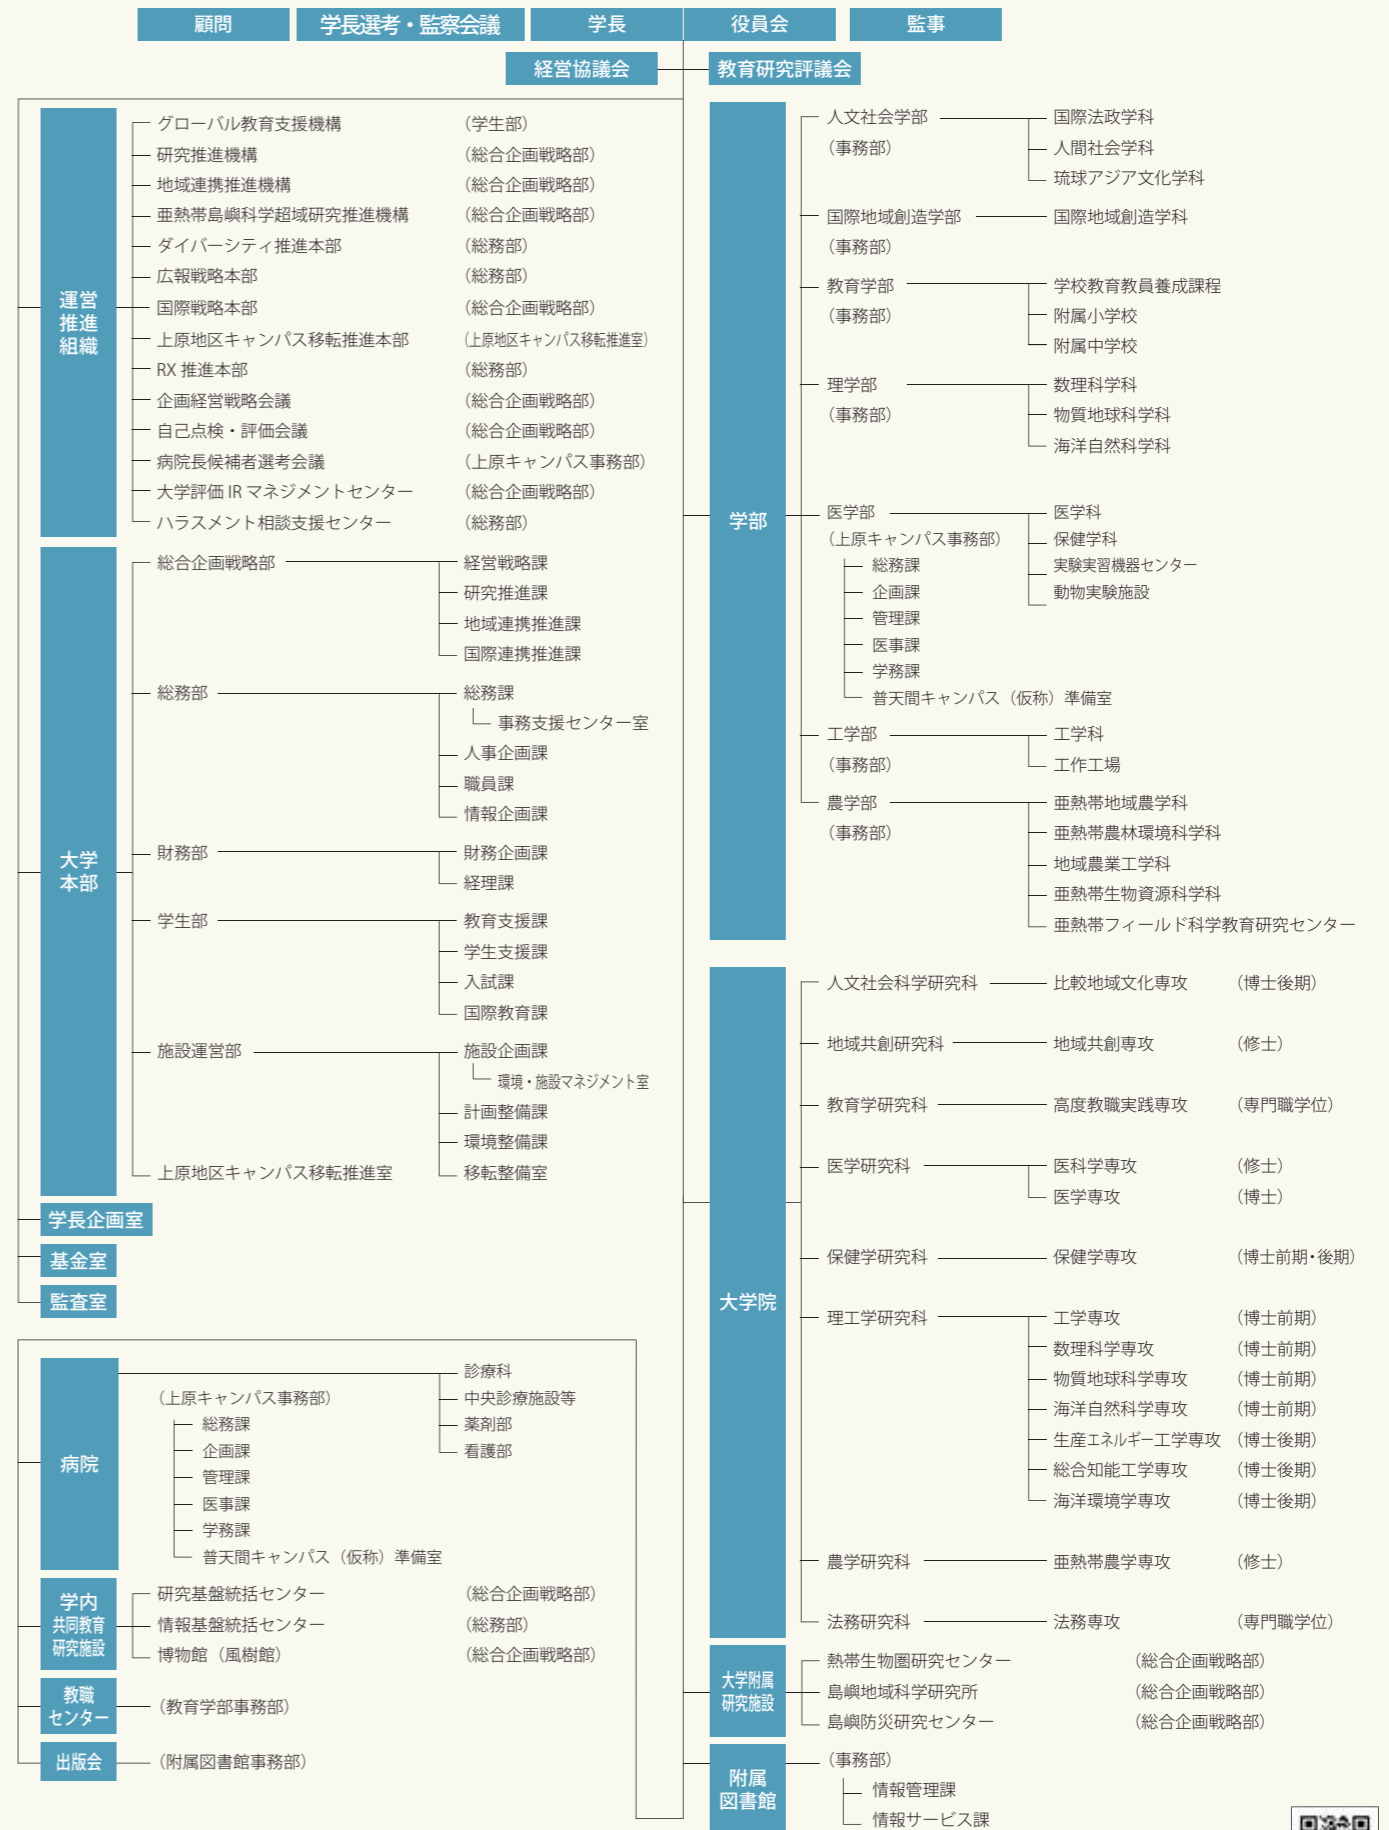 顧問
学長選考・監察会議
学長
役員会
監事
経営協議会
教育研究評議会
運営
推進
組織
グローバル教育支援機構 （学生部）
研究推進機構 （総合企画戦略部）
地域連携推進機構 （総合企画戦略部）
亜熱帯島嶼科学超域研究推進機構 （総合企画戦略部）
ダイバーシティ推進本部 （総務部）
広報戦略本部 （総務部）
国際戦略本部 （総合企画戦略部）
上原地区キャンパス移転推進本部 （上原地区キャンパス移転推進室）
RX 推進本部 （総務部）
企画経営戦略会議 （総合企画戦略部）
自己点検・評価会議 （総合企画戦略部）
病院長候補者選考会議 （上原キャンパス事務部）
大学評価 IR マネジメントセンター （総合企画戦略部）
ハラスメント相談支援センター （総務部）
大学
本部
総合企画戦略部 経営戦略課
研究推進課
地域連携推進課
国際連携推進課
総務部 総務課
事務支援センター室
人事企画課
職員課
情報企画課
財務部 財務企画課
経理課
学生部 教育支援課
学生支援課
入試課
国際教育課
施設運営部 施設企画課
環境・施設マネジメント室
計画整備課
環境整備課
上原地区キャンパス移転推進室 移転整備室
学長企画室
基金室
監査室
病院
診療科
（上原キャンパス事務部） 中央診療施設等
総務課 薬剤部
企画課 看護部
管理課
医事課
学務課
普天間キャンパス（仮称）準備室
学内
共同教育
研究施設
研究基盤統括センター （総合企画戦略部）
情報基盤統括センター （総務部）
博物館（風樹館） （総合企画戦略部）
教職
センター
（教育学部事務部）
出版会
（附属図書館事務部）
学部
人文社会学部 国際法政学科
（事務部） 人間社会学科
琉球アジア文化学科
国際地域創造学部 国際地域創造学科
（事務部）
教育学部 学校教育教員養成課程
（事務部） 附属小学校
附属中学校
理学部 数理科学科
（事務部） 物質地球科学科
海洋自然科学科
医学部 医学科
（上原キャンパス事務部） 保健学科
総務課 実験実習機器センター
企画課 動物実験施設
管理課
医事課
学務課
普天間キャンパス（仮称）準備室
工学部 工学科
（事務部） 工作工場
農学部 亜熱帯地域農学科
（事務部） 亜熱帯農林環境科学科
地域農業工学科
亜熱帯生物資源科学科
亜熱帯フィールド科学教育研究センター
大学院
人文社会科学研究科 比較地域文化専攻 （博士後期）
地域共創研究科 地域共創専攻 （修士）
教育学研究科 高度教職実践専攻 （専門職学位）
医学研究科 医科学専攻 （修士）
医学専攻 （博士）
保健学研究科 保健学専攻 （博士前期・後期）
理工学研究科 工学専攻 （博士前期）
数理科学専攻 （博士前期）
物質地球科学専攻 （博士前期）
海洋自然科学専攻 （博士前期）
生産エネルギー工学専攻 （博士後期）
総合知能工学専攻 （博士後期）
海洋環境学専攻 （博士後期）
農学研究科 亜熱帯農学専攻 （修士）
法務研究科 法務専攻 （専門職学位）
大学附属
研究施設
熱帯生物圏研究センター （総合企画戦略部）
島嶼地域科学研究所 （総合企画戦略部）
島嶼防災研究センター （総合企画戦略部）
附属
図書館
（事務部）
情報管理課
情報サービス課